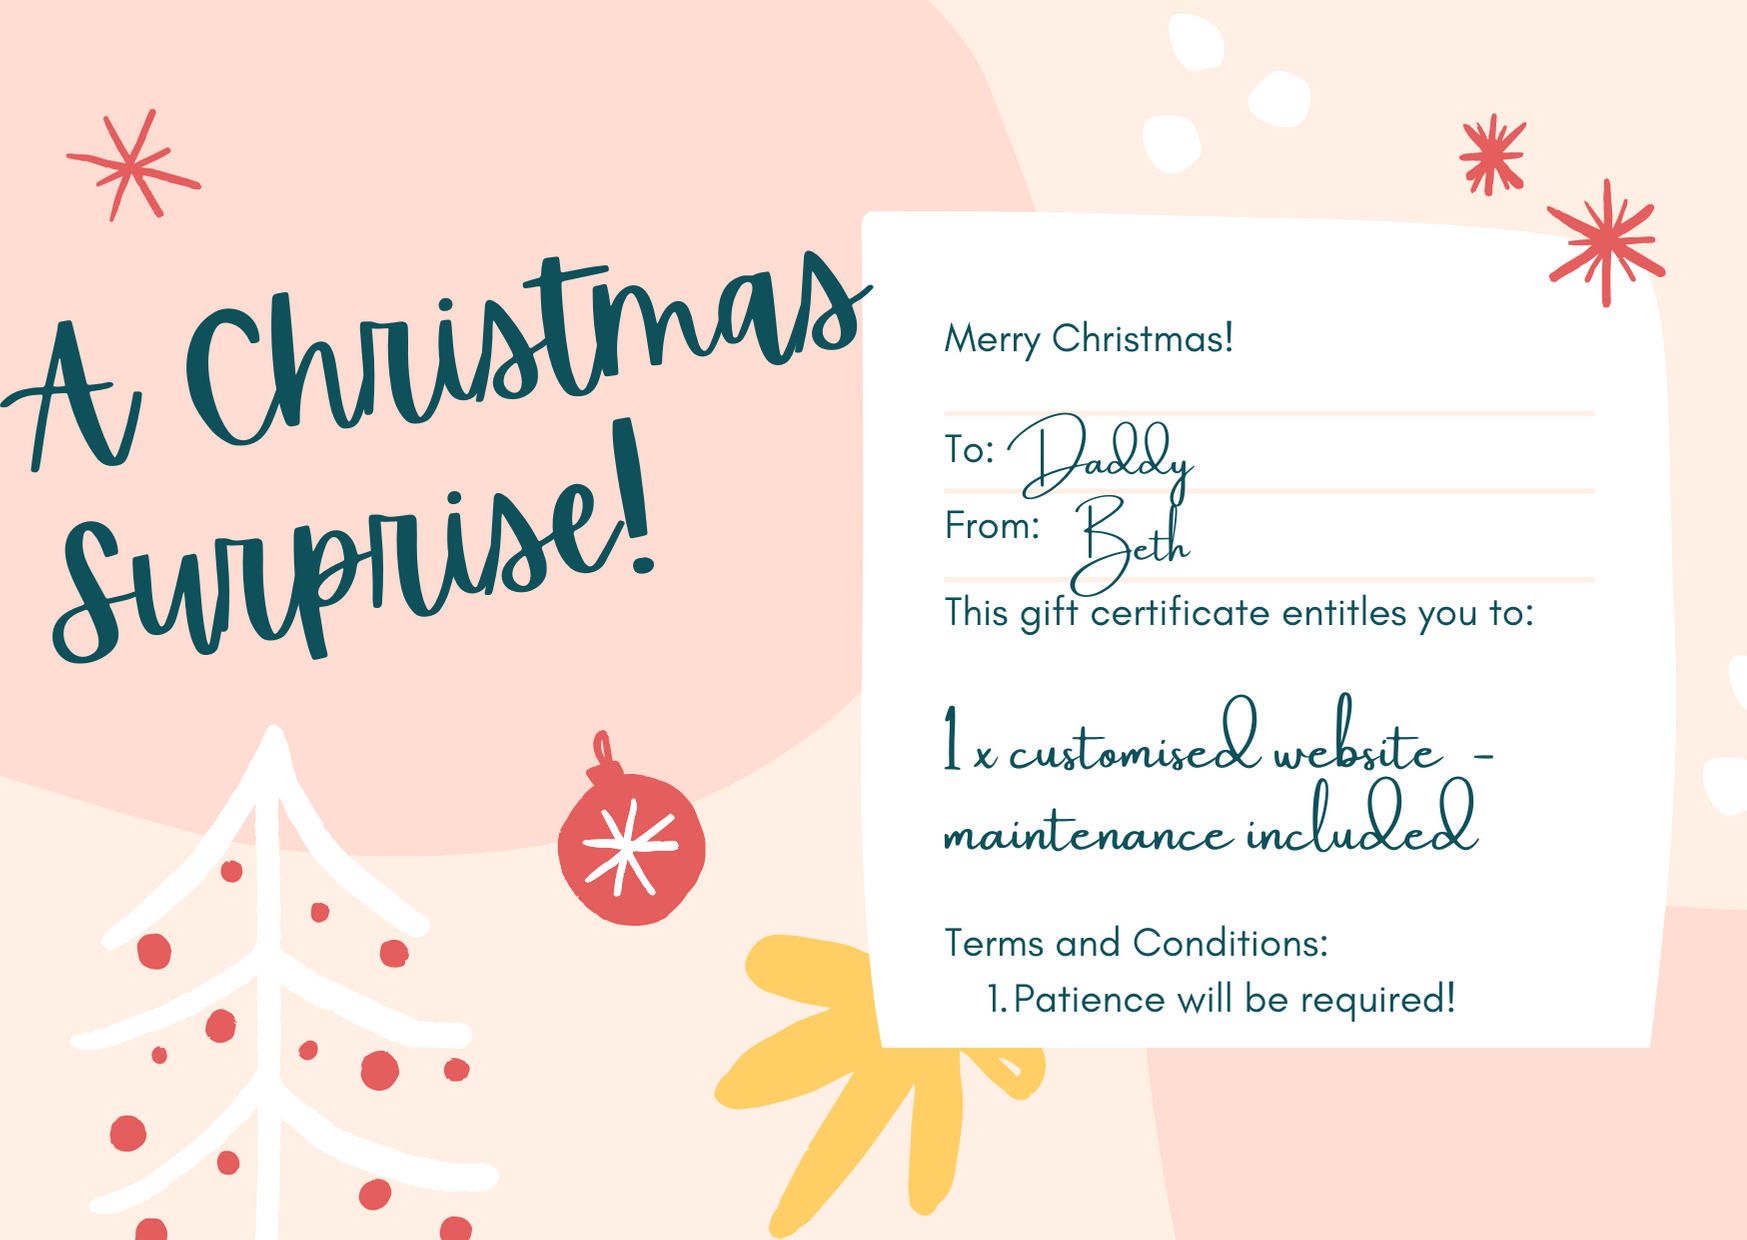 A Christmas
Surprise!
Merry Christmas!
To: Daddy
From: Beth
This gift certificate entitles you to:
1 x customised website -
maintenance included
Terms and Conditions:
1. Patience will be required!